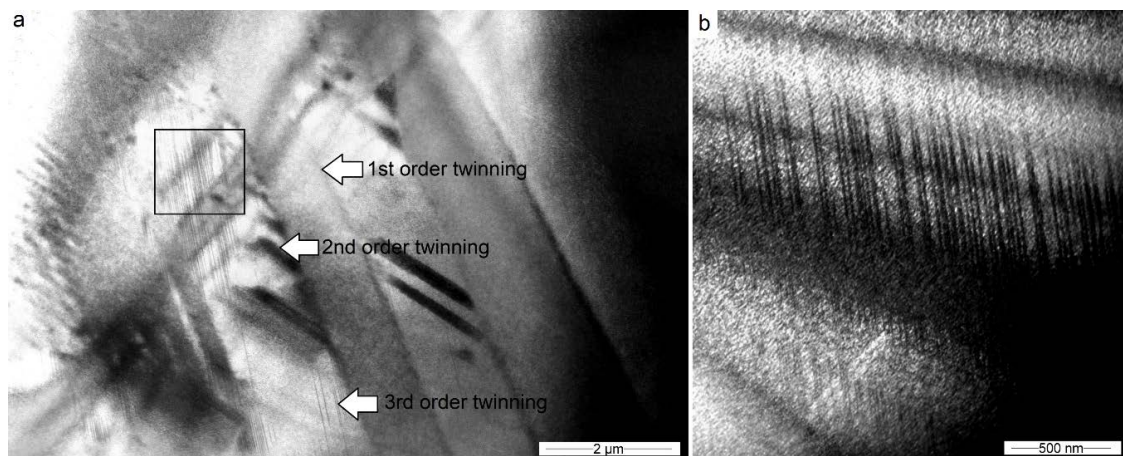 a
1st order twinning
2nd order twinning
3rd order twinning
2 µm
b
500 nm